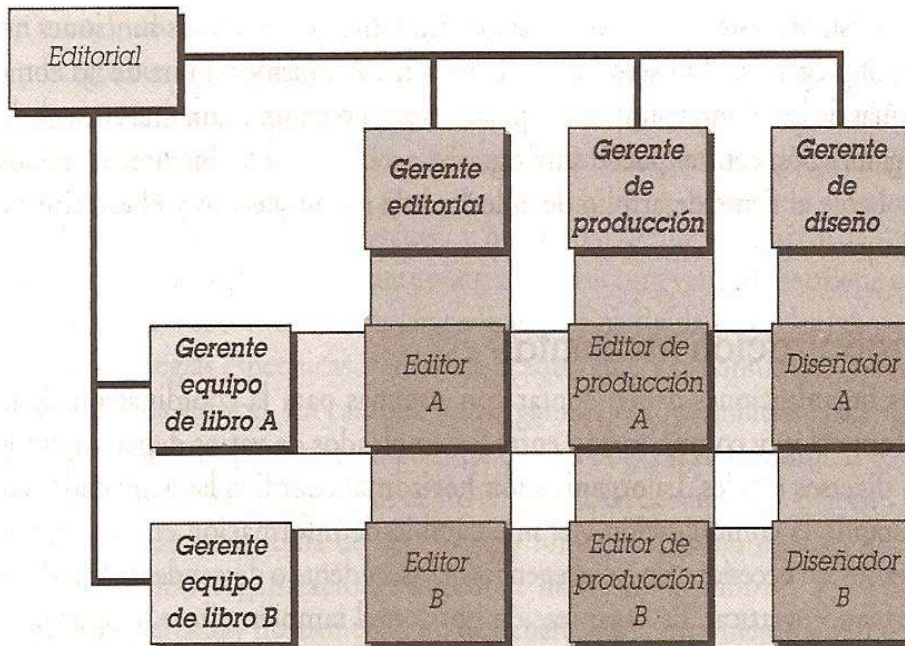 Editorial
Gerente
editorial
Gerente
de
producción
Gerente
de
diseño
Gerente
equipo
de libro A
Editor
A
Editor de
producción
A
Diseñador
A
Gerente
equipo
de libro B
Editor
B
Editor de
producción
B
Diseñador
B